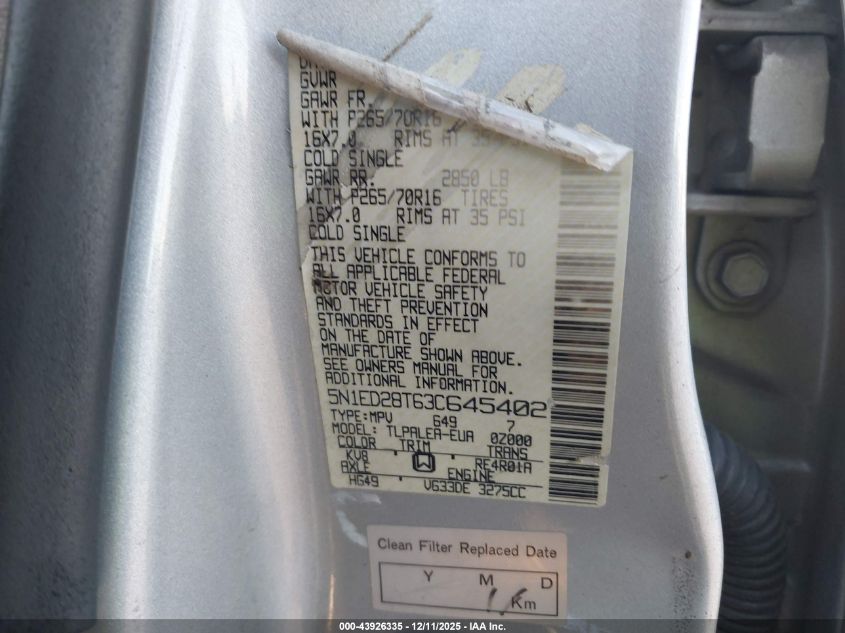 GVWR
GAWR FR.
WITH P265/70R16
16X7.0 RIMS AT 35
COLD SINGLE
GAWR RR. 2850 LB
WITH P265/70R16 TIRES
16X7.0 RIMS AT 35 PSI
COLD SINGLE
THIS VEHICLE CONFORMS TO
ALL APPLICABLE FEDERAL
MOTOR VEHICLE SAFETY
AND THEFT PREVENTION
STANDARDS IN EFFECT
ON THE DATE OF
MANUFACTURE SHOWN ABOVE.
SEE OWNERS MANUAL FOR
ADDITIONAL INFORMATION.
5N1ED28T63C645402
TYPE:MPV 649 7
MODEL: TLPALEA-EUA 0Z000
COLOR TRIM TRANS
KV8 W RE4R01A
AXLE ENGINE
HG49 VG33DE 3275CC
Clean Filter Replaced Date
Y M D
Km
000-43926335 - 12/11/2025 - IAA Inc.